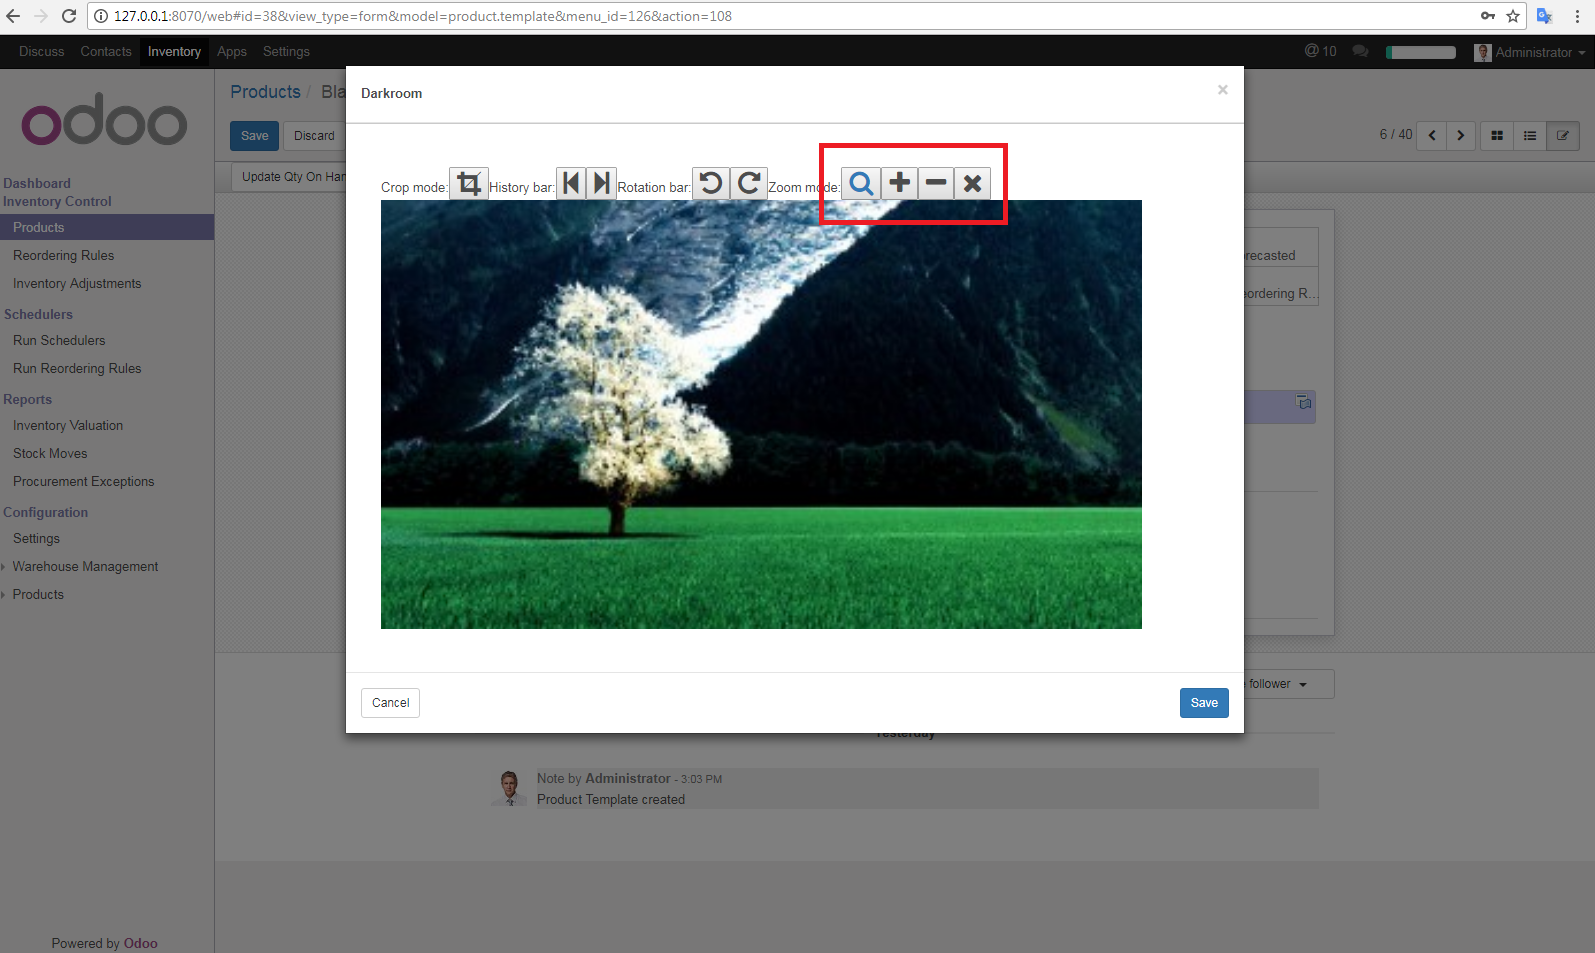 127.0.0.1:8070/web#id=38&view_type=form&model=product.template&menu_id=126&action=108
Discuss Contacts Inventory Apps Settings
@ 10
Administrator
odoo
Products / Bla
Save Discard
6 / 40
Update Qty On Han
Dashboard
Inventory Control
Products
Reordering Rules
Inventory Adjustments
Schedulers
Run Schedulers
Run Reordering Rules
Reports
Inventory Valuation
Stock Moves
Procurement Exceptions
Configuration
Settings
Warehouse Management
Products
Powered by Odoo
Darkroom
×
Crop mode: History bar: Rotation bar: Zoom mode:
Cancel
Save
recasted
eordering R...
follower
Yesterday
Note by Administrator - 3:03 PM
Product Template created